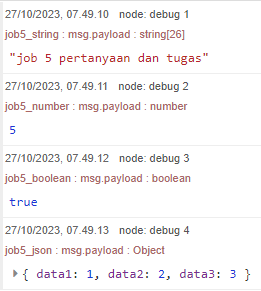 27/10/2023, 07.49.10 node: debug 1
job5_string : msg.payload : string[26]
"job 5 pertanyaan dan tugas"
27/10/2023, 07.49.11 node: debug 2
job5_number : msg.payload : number
5
27/10/2023, 07.49.12 node: debug 3
job5_boolean : msg.payload : boolean
true
27/10/2023, 07.49.13 node: debug 4
job5_json : msg.payload : Object
{ data1: 1, data2: 2, data3: 3 }